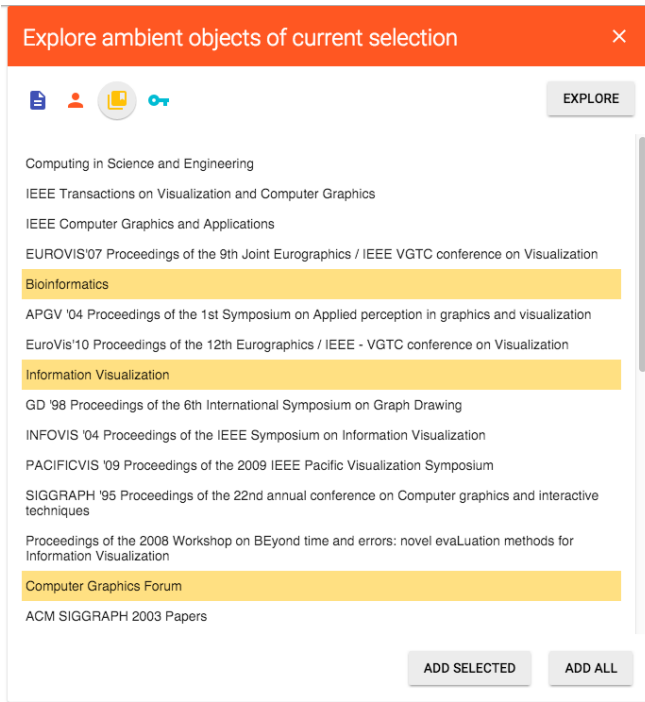 Explore ambient objects of current selection
EXPLORE
Computing in Science and Engineering
IEEE Transactions on Visualization and Computer Graphics
IEEE Computer Graphics and Applications
EUROVIS'07 Proceedings of the 9th Joint Eurographics / IEEE VGTC conference on Visualization
Bioinformatics
APGV '04 Proceedings of the 1st Symposium on Applied perception in graphics and visualization
EuroVis'10 Proceedings of the 12th Eurographics / IEEE - VGTC conference on Visualization
Information Visualization
GD '98 Proceedings of the 6th International Symposium on Graph Drawing
INFOVIS '04 Proceedings of the IEEE Symposium on Information Visualization
PACIFICVIS '09 Proceedings of the 2009 IEEE Pacific Visualization Symposium
SIGGRAPH '95 Proceedings of the 22nd annual conference on Computer graphics and interactive
techniques
Proceedings of the 2008 Workshop on BEyond time and errors: novel evaLuation methods for
Information Visualization
Computer Graphics Forum
ACM SIGGRAPH 2003 Papers
ADD SELECTED
ADD ALL